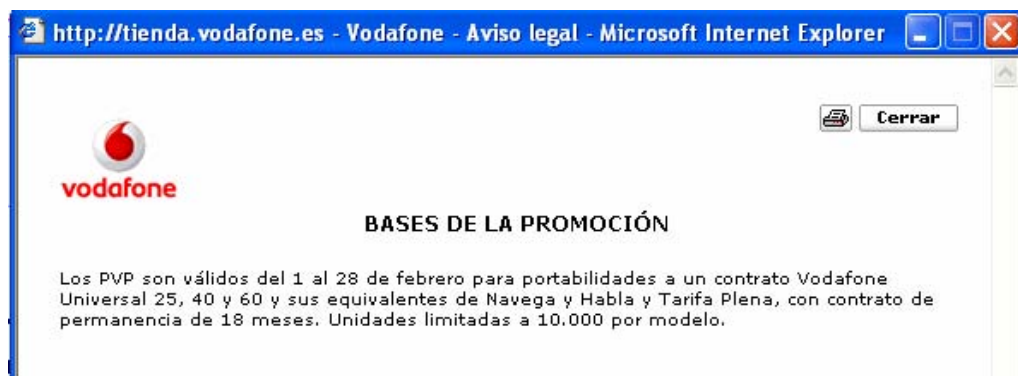 http://tienda.vodafone.es - Vodafone - Aviso legal - Microsoft Internet Explorer
Cerrar
vodafone
BASES DE LA PROMOCIÓN
Los PVP son válidos del 1 al 28 de febrero para portabilidades a un contrato Vodafone
Universal 25, 40 y 60 y sus equivalentes de Navega y Habla y Tarifa Plena, con contrato de
permanencia de 18 meses. Unidades limitadas a 10.000 por modelo.